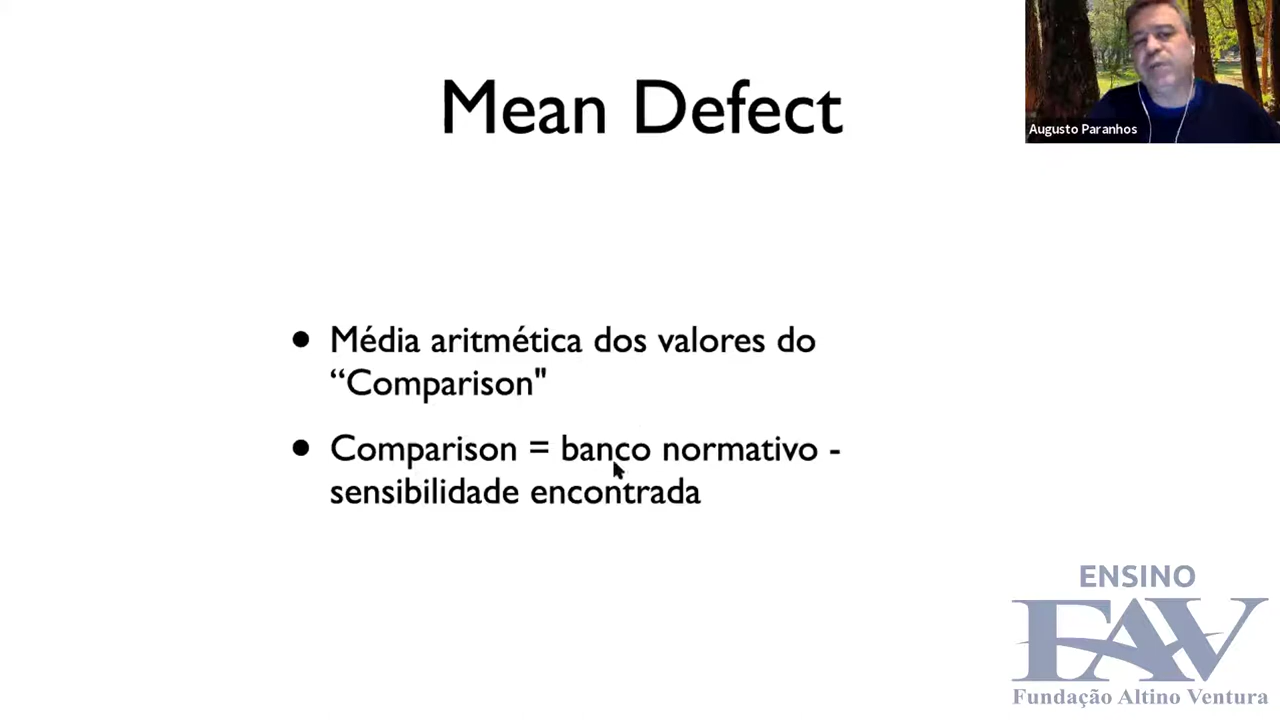 Mean Defect
Augusto Paranhos
• Média aritmética dos valores do
“Comparison"
• Comparison = banco normativo -
sensibilidade encontrada
ENSINO
FAV
Fundação Altino Ventura